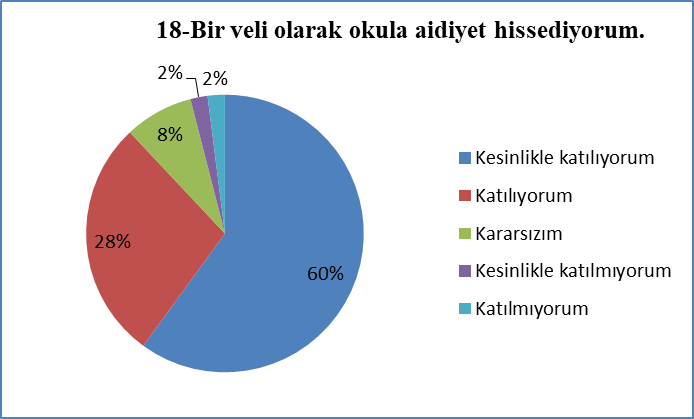 18-Bir veli olarak okula aidiyet hissediyorum.
2%
2%
8%
28%
60%
Kesinlikle katılıyorum
Katılıyorum
Kararsızım
Kesinlikle katılmıyorum
Katılmıyorum